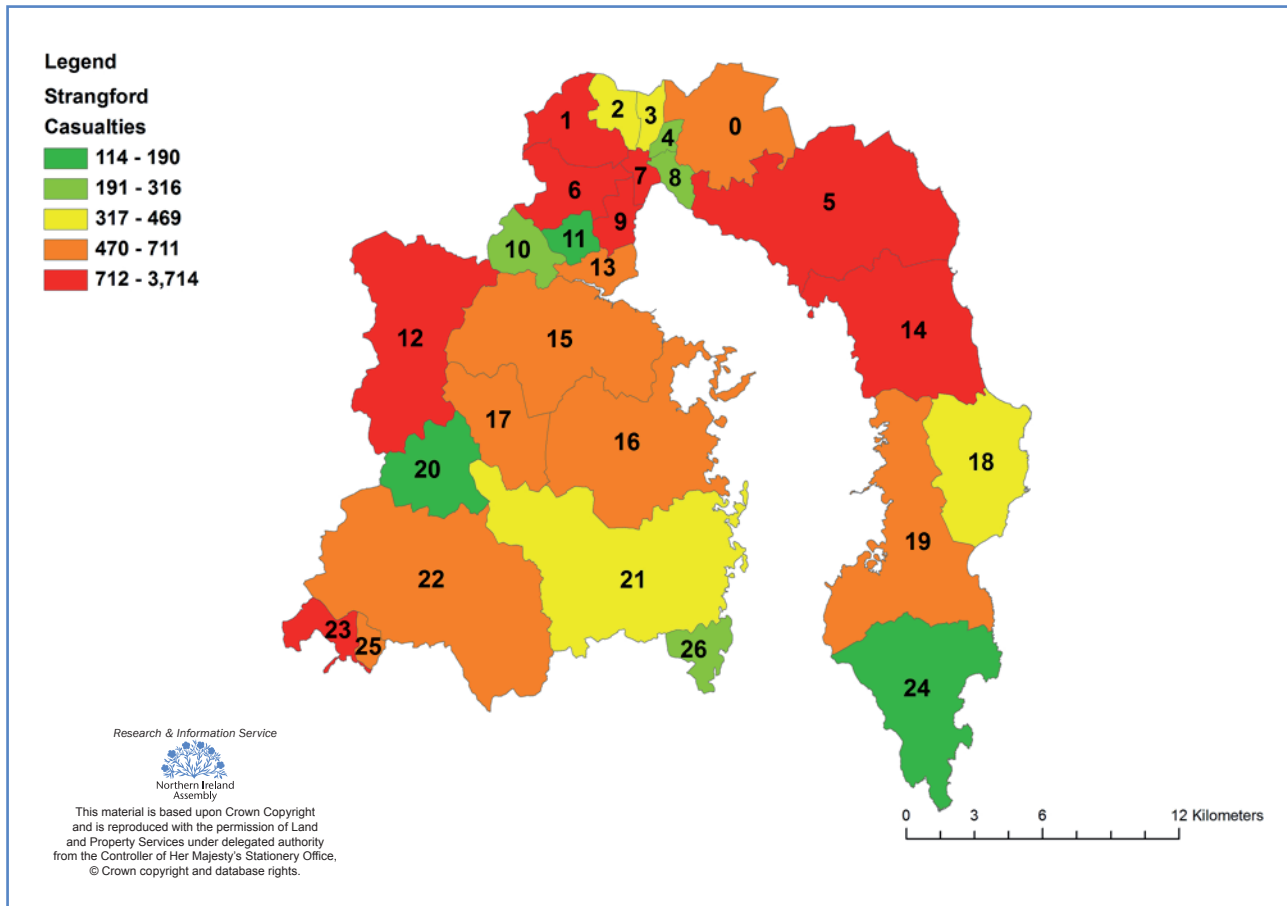 Legend
Strangford
Casualties
114 - 190
191 - 316
317 - 469
470 - 711
712 - 3,714
0
1
2
3
4
5
6
7
8
9
10
11
12
13
14
15
16
17
18
19
20
21
22
23
24
25
26
Research & Information Service
Northern Ireland
Assembly
This material is based upon Crown Copyright
and is reproduced with the permission of Land
and Property Services under delegated authority
from the Controller of Her Majesty's Stationery Office,
© Crown copyright and database rights.
0 3 6 12 Kilometers